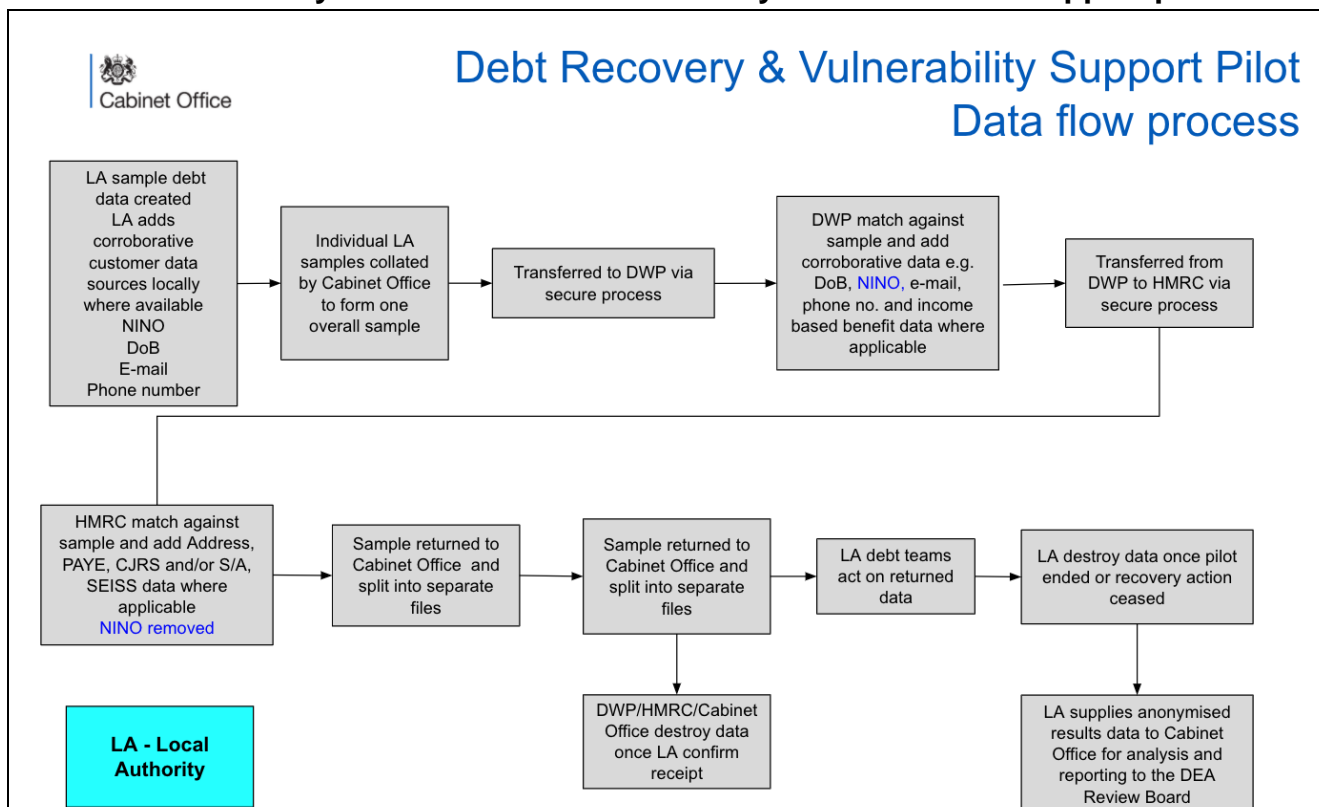 Cabinet Office
Debt Recovery & Vulnerability Support Pilot
Data flow process
LA sample debt
data created
LA adds
corroborative
customer data
sources locally
where available
NINO
DoB
E-mail
Phone number
Individual LA
samples collated
by Cabinet Office
to form one
overall sample
Transferred to DWP via
secure process
DWP match against
sample and add
corroborative data e.g.
DoB, NINO, e-mail,
phone no. and income
based benefit data where
applicable
Transferred from
DWP to HMRC via
secure process
HMRC match against
sample and add Address,
PAYE, CJRS and/or S/A,
SEISS data where
applicable
NINO removed
Sample returned to
Cabinet Office and
split into separate
files
Sample returned to
Cabinet Office and
split into separate
files
LA debt teams
act on returned
data
LA destroy data once pilot
ended or recovery action
ceased
DWP/HMRC/Cabinet
Office destroy data
once LA confirm
receipt
LA supplies anonymised
results data to Cabinet
Office for analysis and
reporting to the DEA
Review Board
LA - Local
Authority